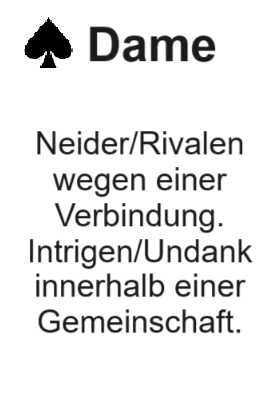 ♠ Dame
Neider/Rivalen
wegen einer
Verbindung.
Intrigen/Undank
innerhalb einer
Gemeinschaft.